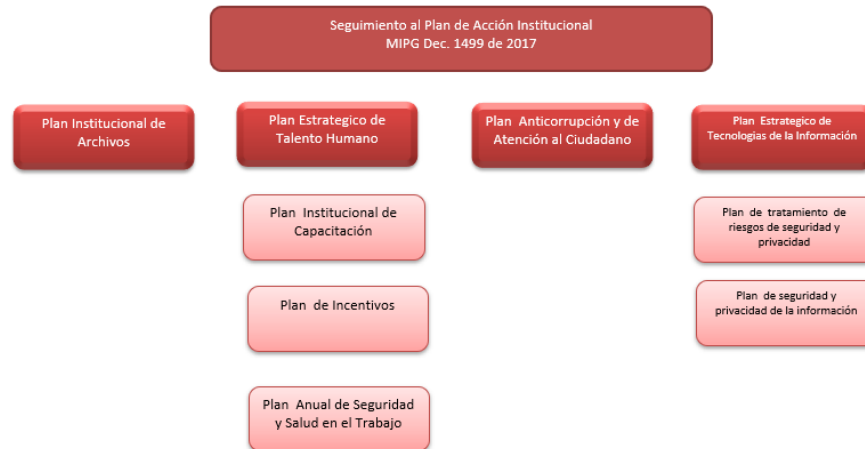 Seguimiento al Plan de Acción Institucional
MIPG Dec. 1499 de 2017
Plan Institucional de
Archivos
Plan Estrategico de
Talento Humano
Plan Anticorrupción y de
Atención al Ciudadano
Plan Estrategico de
Tecnologias de la Información
Plan Institucional de
Capacitación
Plan de Incentivos
Plan Anual de Seguridad
y Salud en el Trabajo
Plan de tratamiento de
riesgos de seguridad y
privacidad
Plan de seguridad y
privacidad de la información